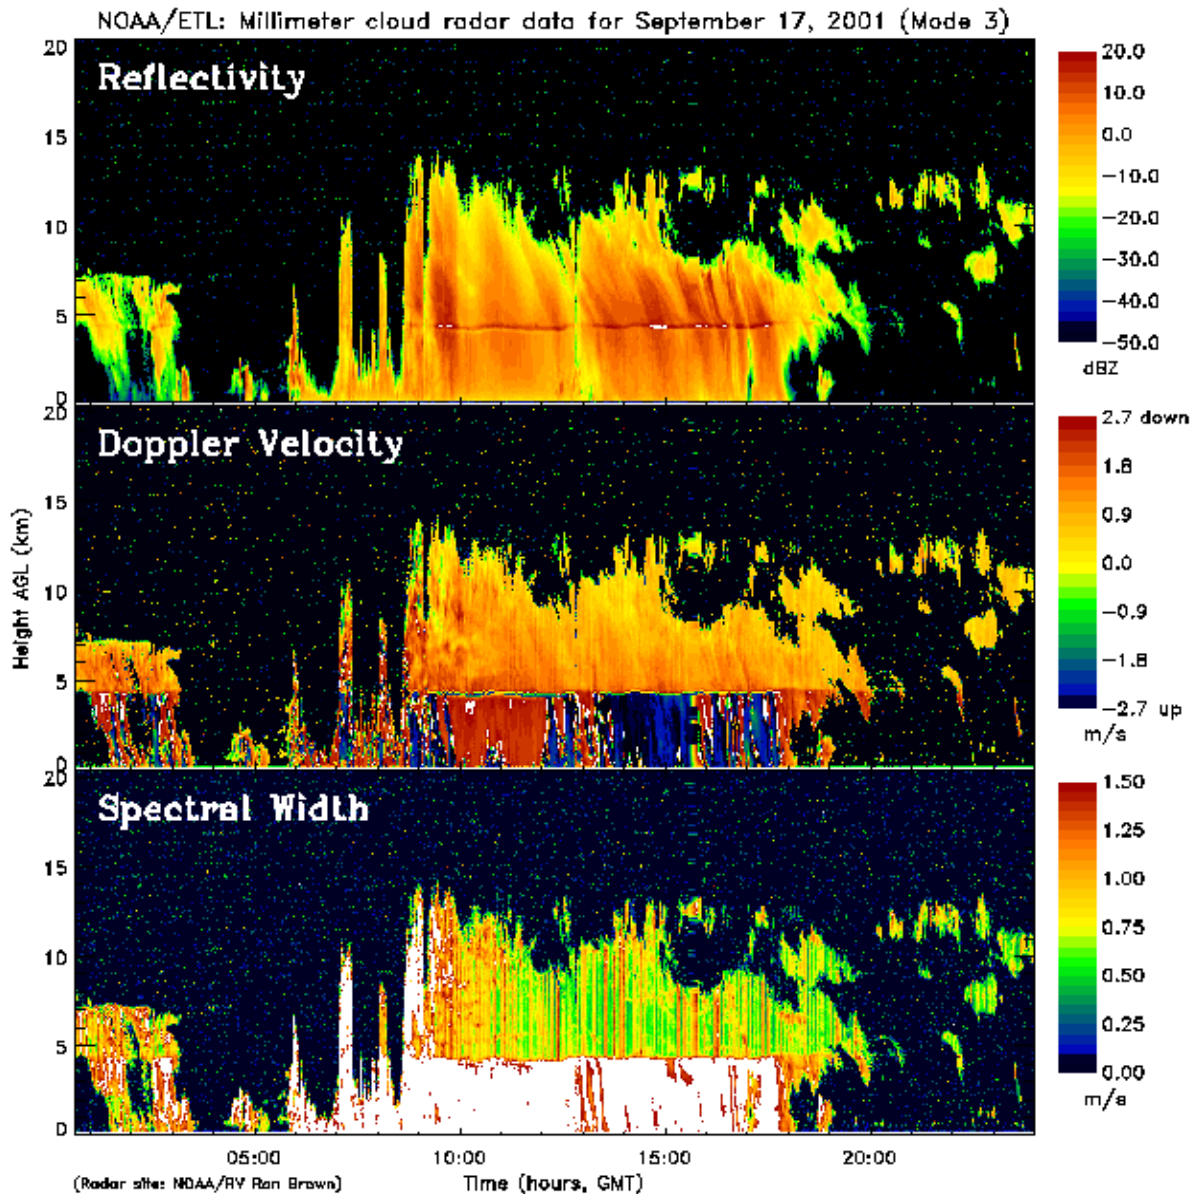 NOAA/ETL: Millimeter cloud radar data for September 17, 2001 (Mode 3)
Reflectivity
20
15
10
5
0
20.0
10.0
0.0
-10.0
-20.0
-30.0
-40.0
-50.0
dBZ
Doppler Velocity
20
15
10
5
0
Height AGL (km)
2.7 down
1.8
0.9
0.0
-0.9
-1.8
-2.7 up
m/s
Spectral Width
20
15
10
5
0
1.50
1.25
1.00
0.75
0.50
0.25
0.00
m/s
05:00 10:00 15:00 20:00
(Radar site: NOAA/RV Ron Brown) Time (hours, GMT)